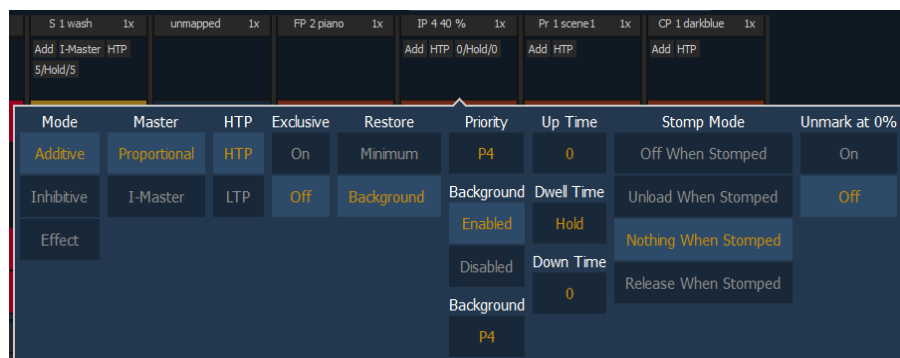 S 1 wash 1x unmapped 1x FP 2 piano 1x IP 4 40 % 1x Pr 1 scene1 1x CP 1 darkblue 1x
Add I-Master HTP Add HTP 0/Hold/0 Add HTP Add HTP
5/Hold/5
Mode Master HTP Exclusive Restore Priority Up Time Stomp Mode Unmark at 0%
Additive Proportional HTP On Minimum P4 0 Off When Stomped On
Inhibitive I-Master LTP Off Background Background Dwell Time Unload When Stomped Off
Effect Enabled Hold Nothing When Stomped
Disabled Down Time Release When Stomped
Background 0
P4